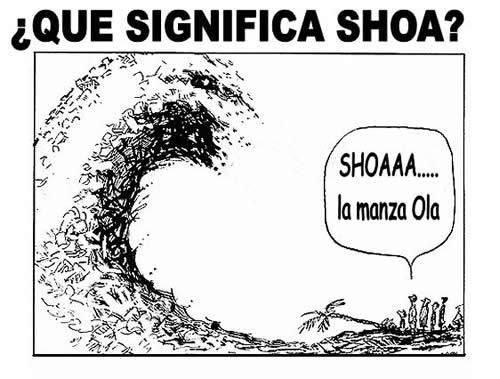 ¿QUE SIGNIFICA SHOA?
SHOAAA.....
la manza Ola